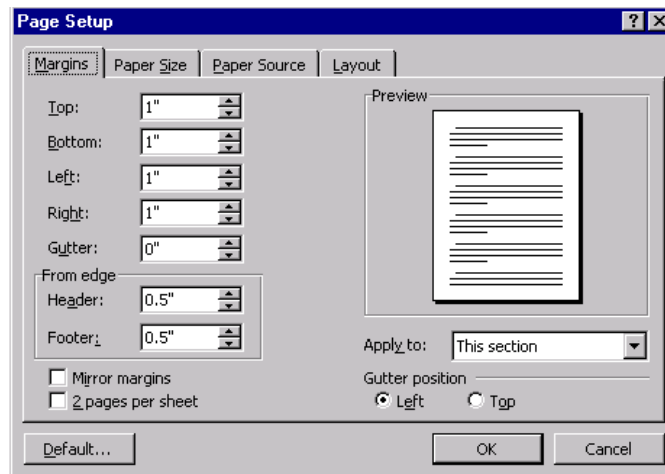 Page Setup
Margins Paper Size Paper Source Layout
Top: 1"
Bottom: 1"
Left: 1"
Right: 1"
Gutter: 0"
From edge
Header: 0.5"
Footer: 0.5"
Mirror margins
2 pages per sheet
Preview
Apply to: This section
Gutter position
Left Top
Default... OK Cancel